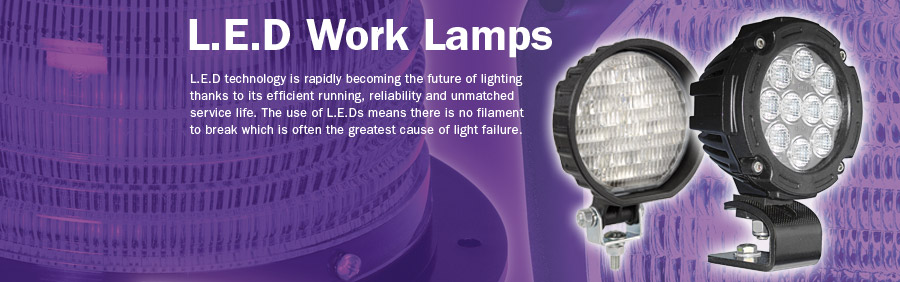 L.E.D Work Lamps
L.E.D technology is rapidly becoming the future of lighting
thanks to its efficient running, reliability and unmatched
service life. The use of L.E.Ds means there is no filament
to break which is often the greatest cause of light failure.